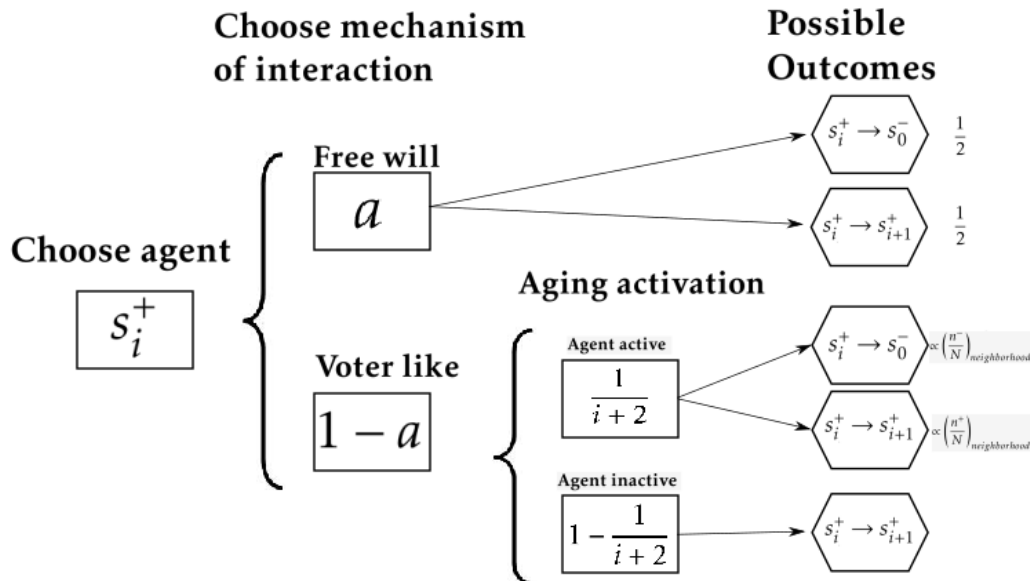 Choose mechanism
of interaction
Possible
Outcomes
Choose agent
s_i^+
Free will
a
s_i^+ → s_0^-
1/2
s_i^+ → s_{i+1}^+
1/2
Voter like
1 − a
Aging activation
Agent active
1/(i + 2)
s_i^+ → s_0^-
∝ (n^-/N)_{neighborhood}
s_i^+ → s_{i+1}^+
∝ (n^+/N)_{neighborhood}
Agent inactive
1 − 1/(i + 2)
s_i^+ → s_{i+1}^+